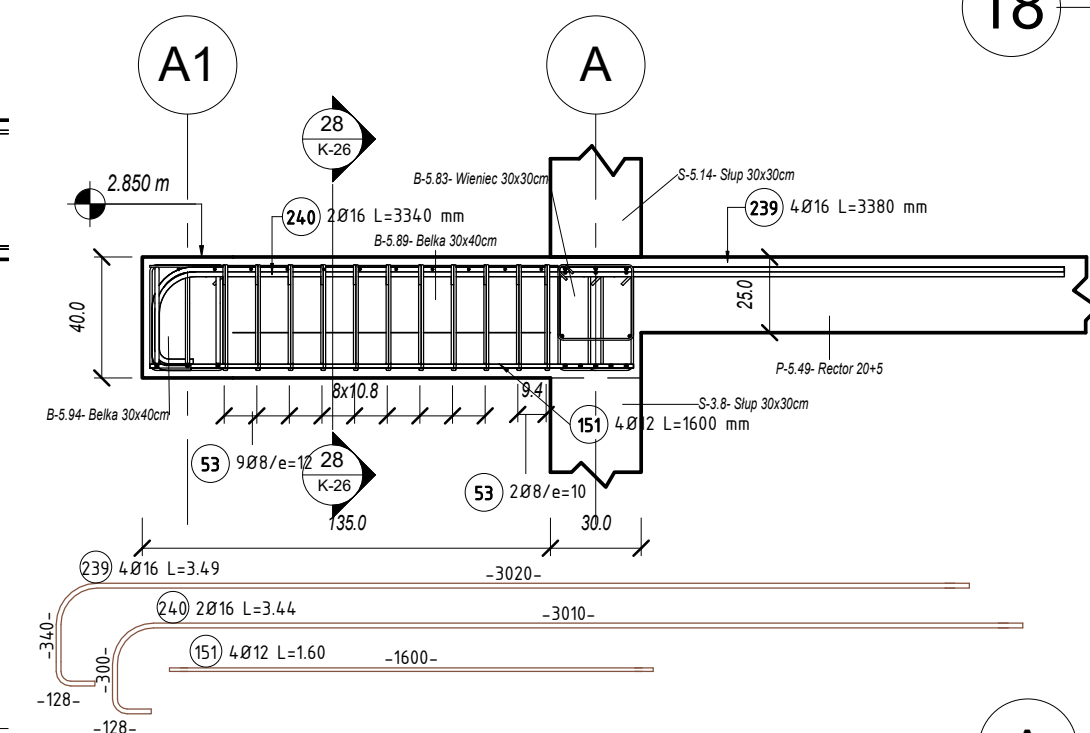 18
A1
A
28
K-26
2.850 m
B-5.83- Wieniec 30x30cm
S-5.14- Słup 30x30cm
240 2Ø16 L=3340 mm
239 4Ø16 L=3380 mm
B-5.89- Belka 30x40cm
40.0
25.0
P-5.49- Rector 20+5
8x10.8
9.4
B-5.94- Belka 30x40cm
S-3.8- Słup 30x30cm
151 4Ø12 L=1600 mm
53 9Ø8/e=12
28
K-26
53 2Ø8/e=10
135.0
30.0
239 4Ø16 L=3.49
-3020-
240 2Ø16 L=3.44
-3010-
-340-
151 4Ø12 L=1.60
-1600-
-300-
-128-
-128-